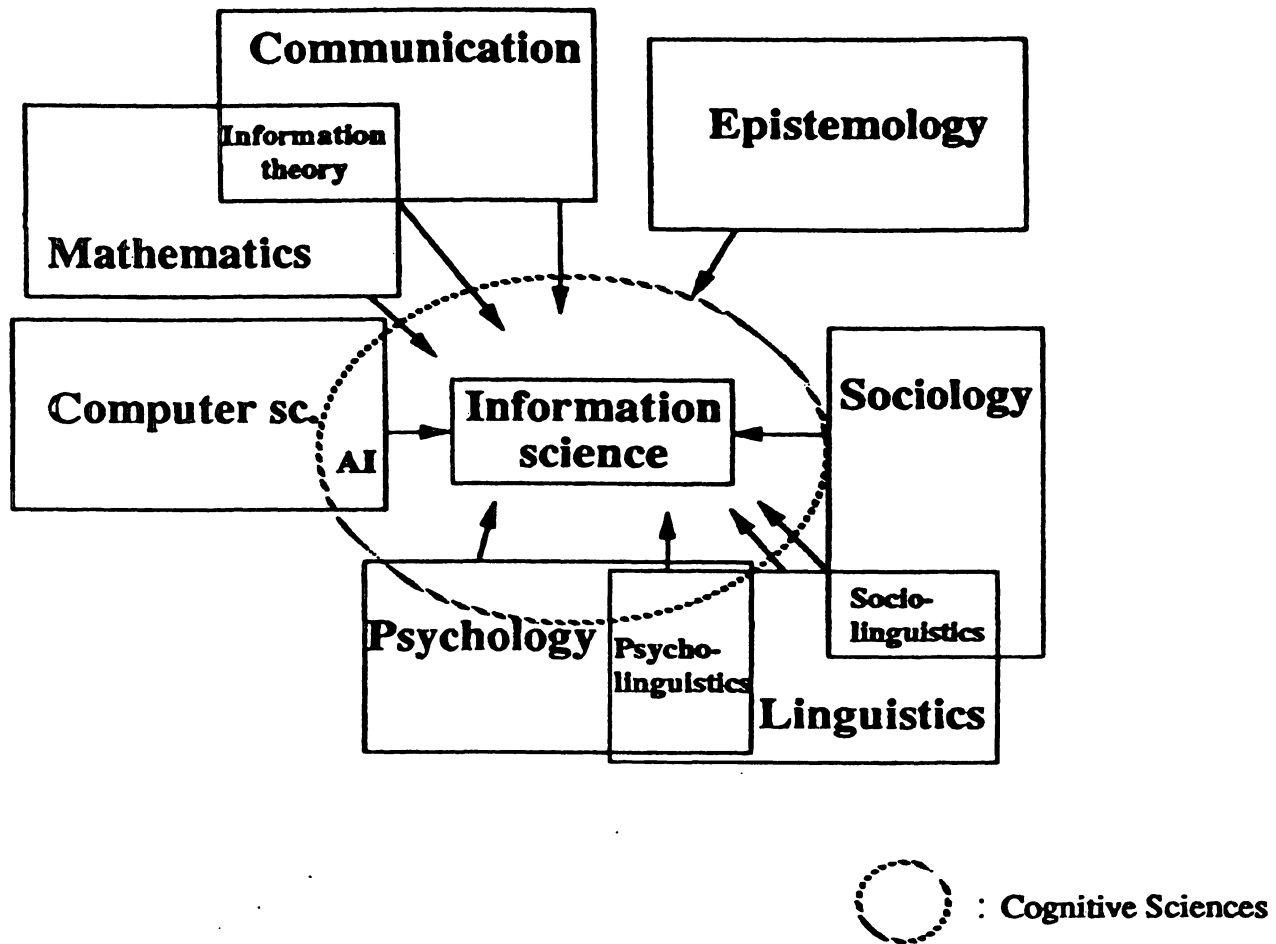 Communication
Epistemology
Information
theory
Mathematics
Computer sc.
AI
Information
science
Sociology
Socio-
linguistics
Psychology
Psycho-
linguistics
Linguistics
: Cognitive Sciences